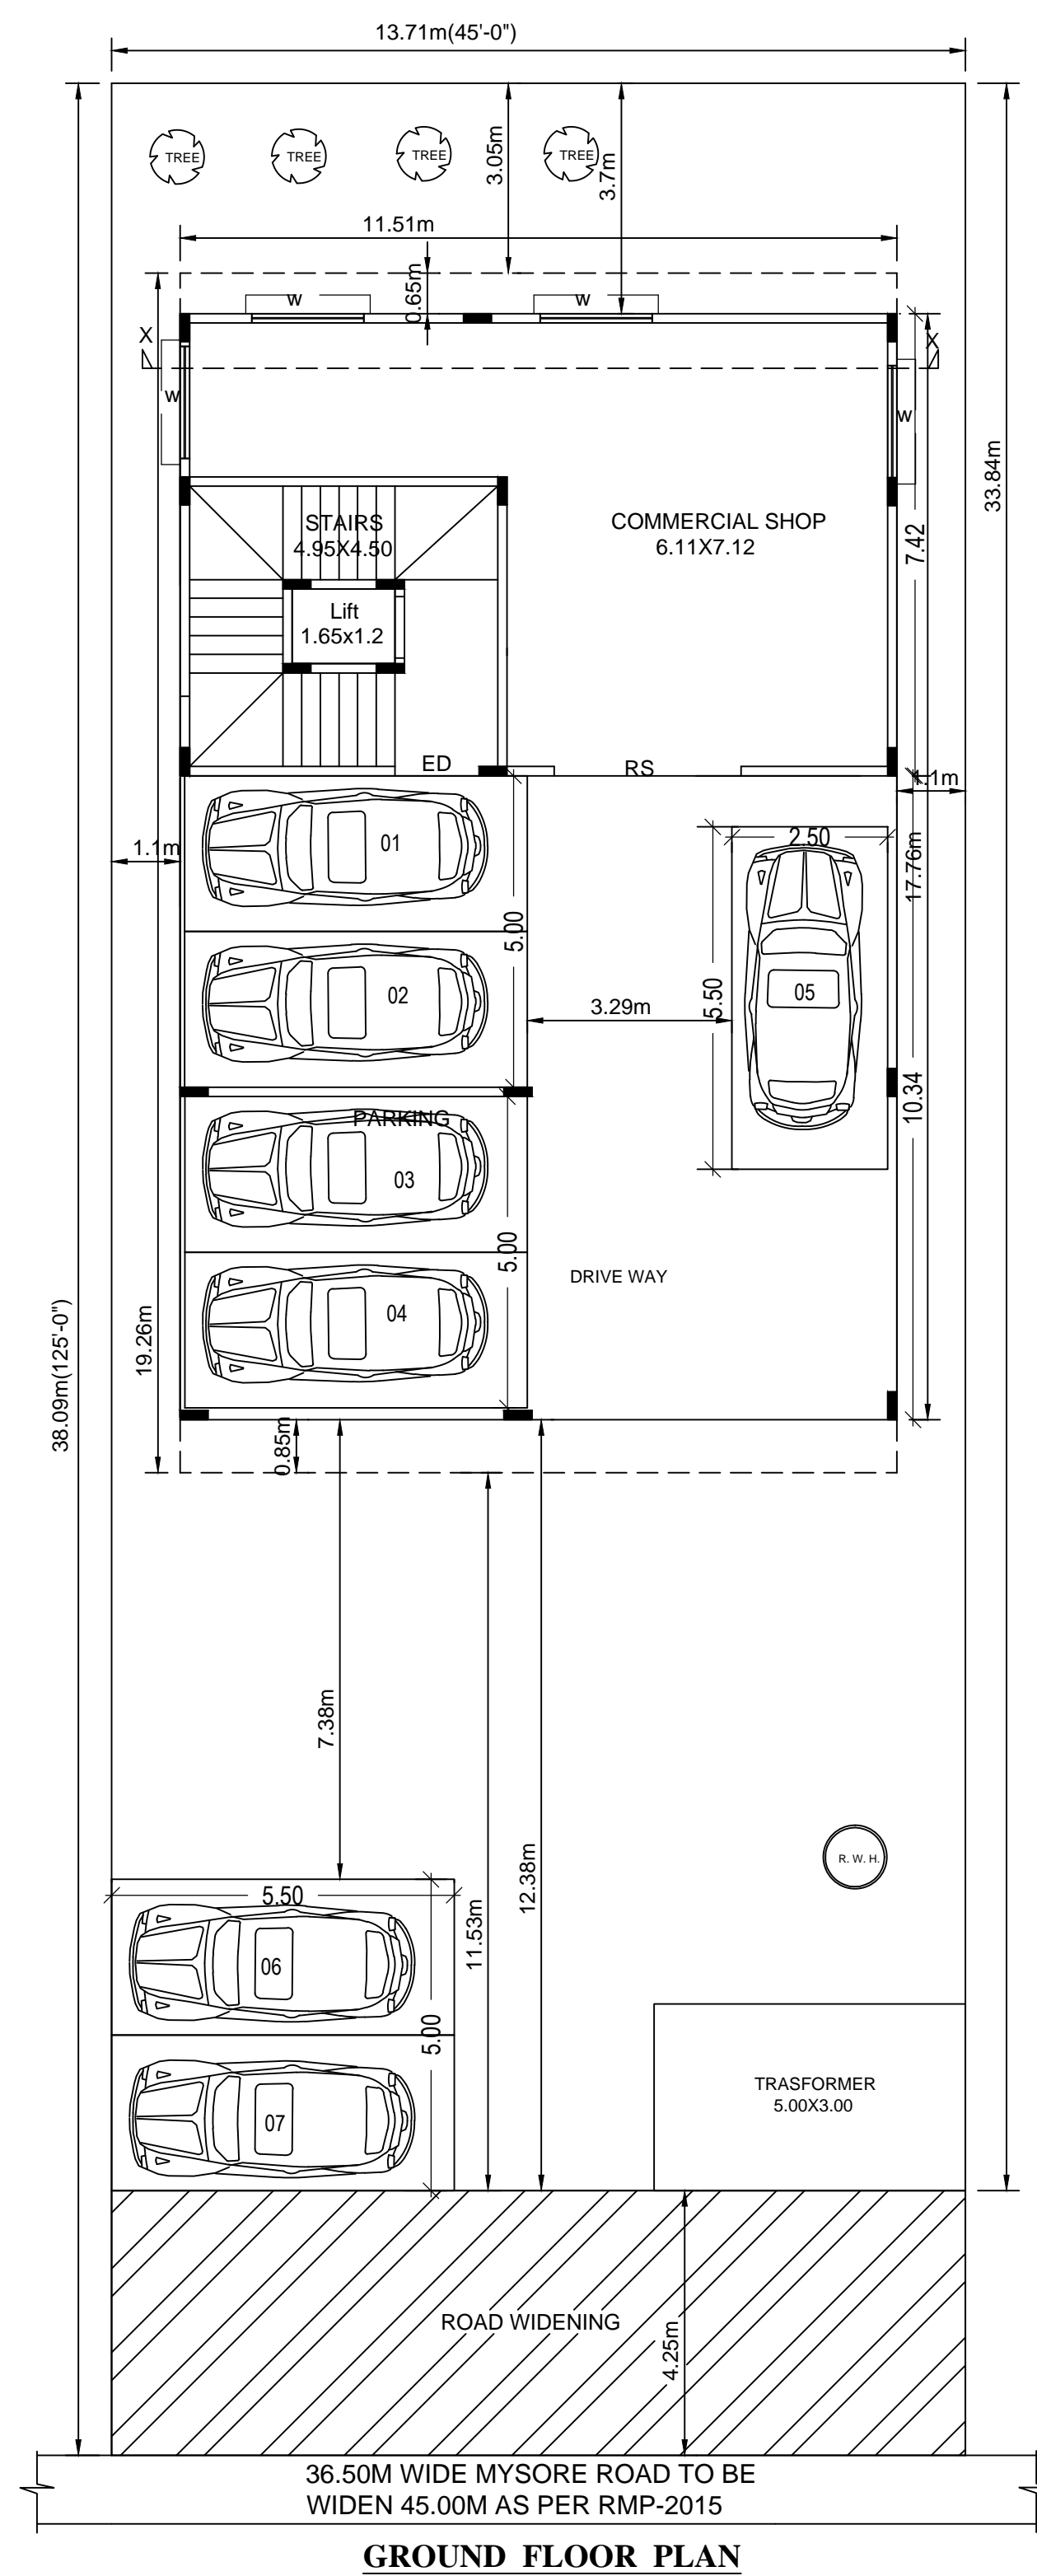 13.71m(45'-0")
TREE
TREE
TREE
TREE
3.05m
3.7m
11.51m
0.65m
W
W
X
X
W
W
33.84m
STAIRS
4.95X4.50
COMMERCIAL SHOP
6.11X7.12
7.42
Lift
1.65x1.2
ED
RS
1.1m
1.1m
01
2.50
17.76m
5.00
02
3.29m
5.50
05
10.34
PARKING
03
5.00
DRIVE WAY
04
38.09m(125'-0")
19.26m
0.85m
7.38m
R. W. H.
12.38m
5.50
11.53m
06
5.00
07
TRASFORMER
5.00X3.00
ROAD WIDENING
4.25m
36.50M WIDE MYSORE ROAD TO BE
WIDEN 45.00M AS PER RMP-2015
GROUND FLOOR PLAN